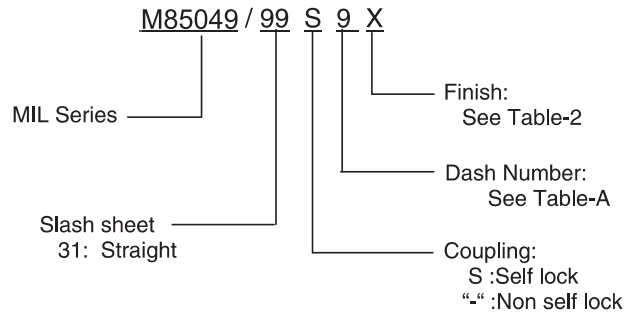 M85049 / 99 S 9 X
Finish:
See Table-2
MIL Series
Dash Number:
See Table-A
Slash sheet
31: Straight
Coupling:
S :Self lock
“-“ :Non self lock